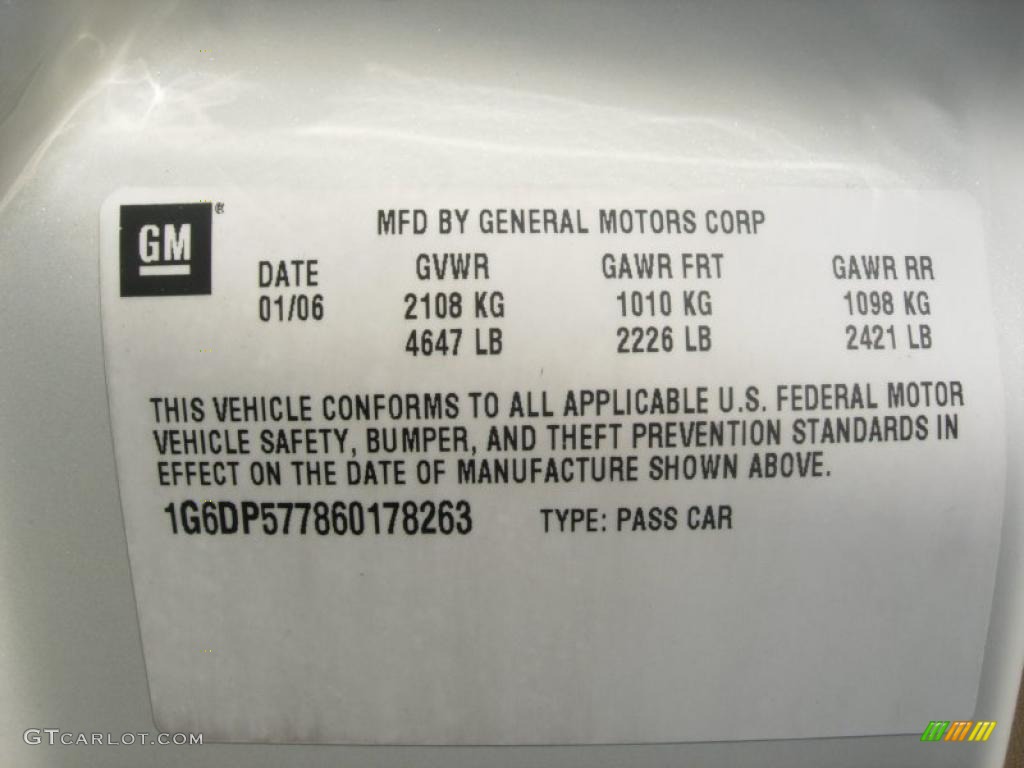 GM®
MFD BY GENERAL MOTORS CORP
DATE GVWR GAWR FRT GAWR RR
01/06 2108 KG 1010 KG 1098 KG
4647 LB 2226 LB 2421 LB
THIS VEHICLE CONFORMS TO ALL APPLICABLE U.S. FEDERAL MOTOR
VEHICLE SAFETY, BUMPER, AND THEFT PREVENTION STANDARDS IN
EFFECT ON THE DATE OF MANUFACTURE SHOWN ABOVE.
1G6DP577860178263 TYPE: PASS CAR
GTCARLOT.COM